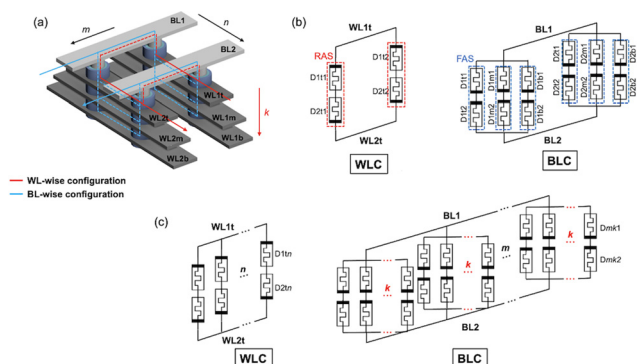 (a)
m
n
BL1
BL2
WL1t
WL2t
WL1m
WL2m
WL1b
WL2b
k
WL-wise configuration
BL-wise configuration
(b)
WL1t
RAS
D1t1
D2t1
D1t2
D2t2
WL2t
WLC
BL1
FAS
D1t1
D1m1
D1b1
D1t2
D1m2
D1b2
D2t1
D2m1
D2b1
D2t2
D2m2
D2b2
BL2
BLC
(c)
WL1t
n
D1tn
D2tn
WL2t
WLC
BL1
k
k
m
k
Dmk1
Dmk2
BL2
BLC